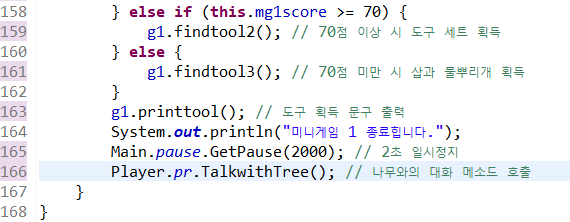 158 } else if (this.mg1score >= 70) {
159 g1.findtool2(); // 70점 이상 시 도구 세트 획득
160 } else {
161 g1.findtool3(); // 70점 미만 시 삽과 물뿌리개 획득
162 }
163 g1.printtool(); // 도구 획득 문구 출력
164 System.out.println("미니게임 1 종료합니다.");
165 Main.pause.GetPause(2000); // 2초 일시정지
166 Player.pr.TalkwithTree(); // 나무와의 대화 메소드 호출
167 }
168 }